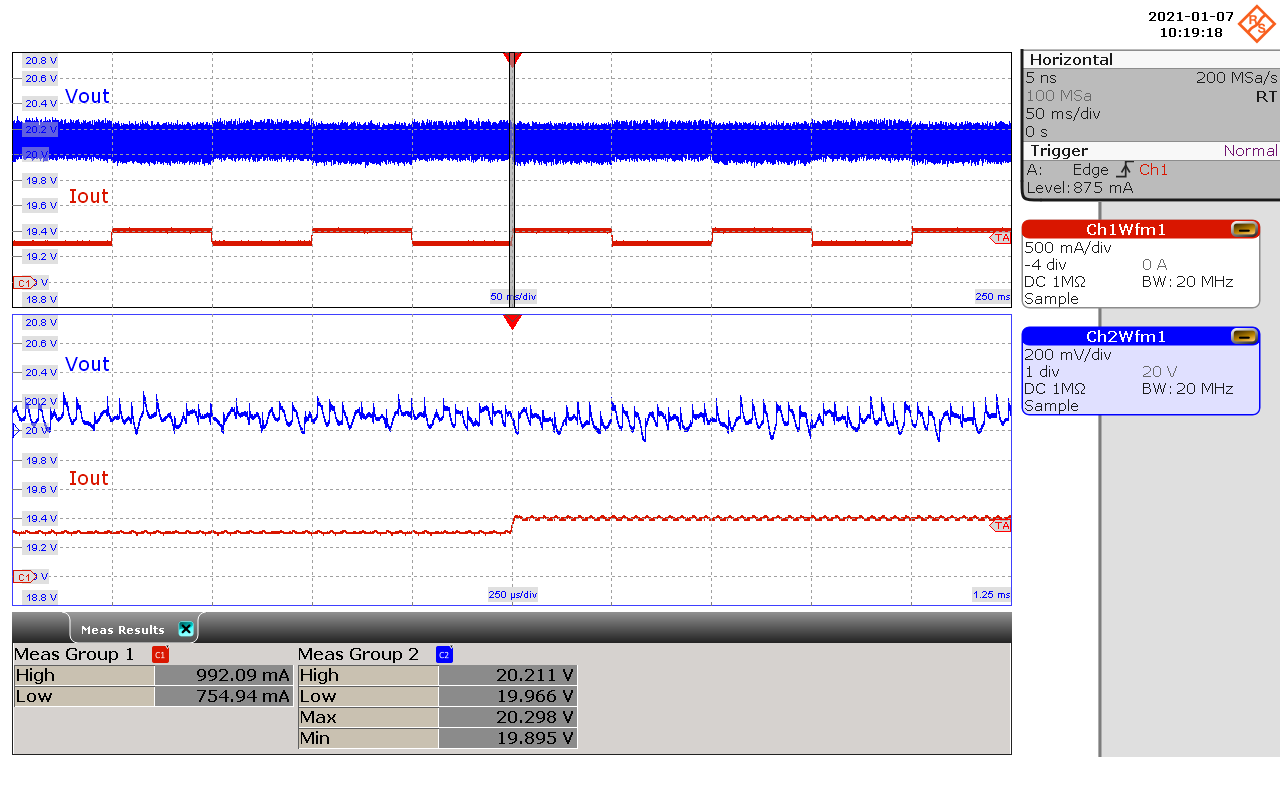 2021-01-07
10:19:18
R&S
20.8 V
20.6 V
20.4 V
Vout
20.2 V
20 V
19.8 V
19.6 V
Iout
19.4 V
TA
19.2 V
C1 V
18.8 V
50 ms/div
250 ms
20.8 V
20.6 V
Vout
20.4 V
20.2 V
20 V
19.8 V
19.6 V
Iout
19.4 V
TA
19.2 V
C1 V
18.8 V
250 µs/div
1.25 ms
Horizontal
5 ns 200 MSa/s
100 MSa RT
50 ms/div
0 s
Trigger Normal
A: Edge Ch1
Level: 875 mA
Ch1Wfm1
500 mA/div
-4 div 0 A
DC 1MΩ BW: 20 MHz
Sample
Ch2Wfm1
200 mV/div
1 div 20 V
DC 1MΩ BW: 20 MHz
Sample
Meas Results
Meas Group 1 C1
High 992.09 mA
Low 754.94 mA
Meas Group 2 C2
High 20.211 V
Low 19.966 V
Max 20.298 V
Min 19.895 V